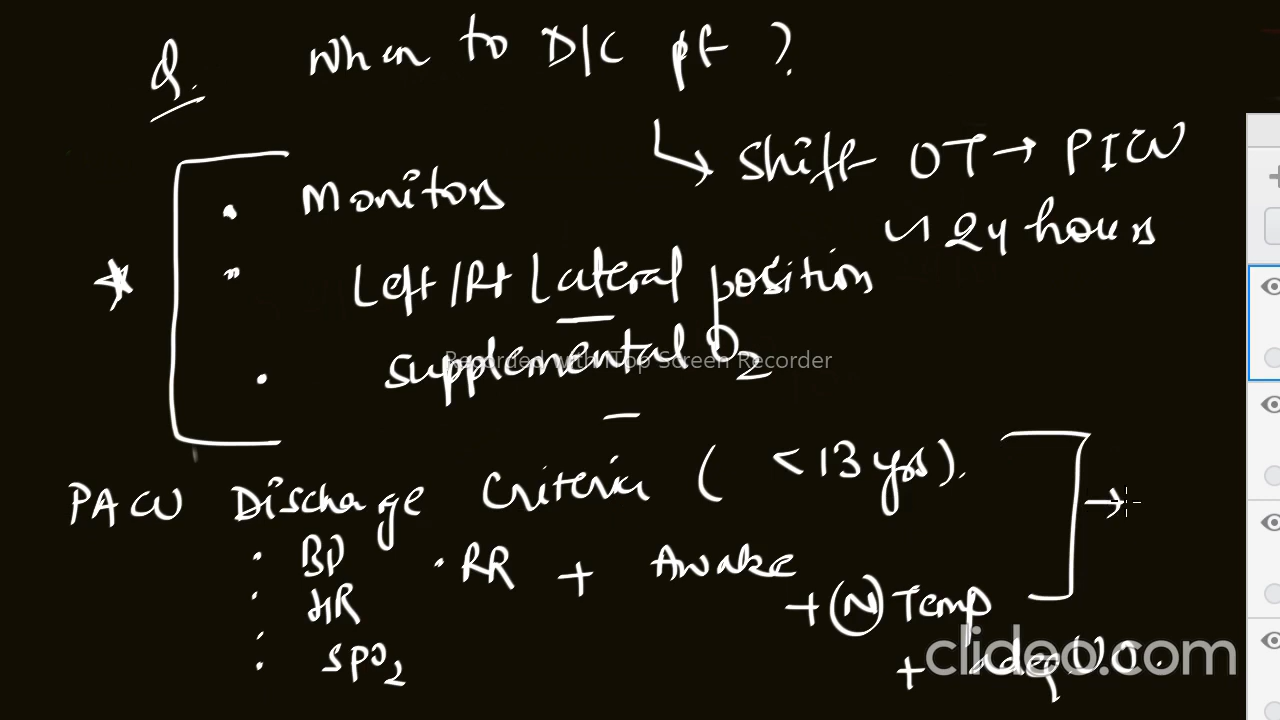 Q. When to D/C pt ?
↳ Shift OT → PICU
24 hours
• Monitors
• Left/Rt Lateral position
• Supplemental O2
Recorded with iTop Screen Recorder
PACU Discharge Criteria ( <13 yrs). →
• BP • RR + Awake
• HR + (N) Temp
• SPO2 + adeq U.O.
clideo.com